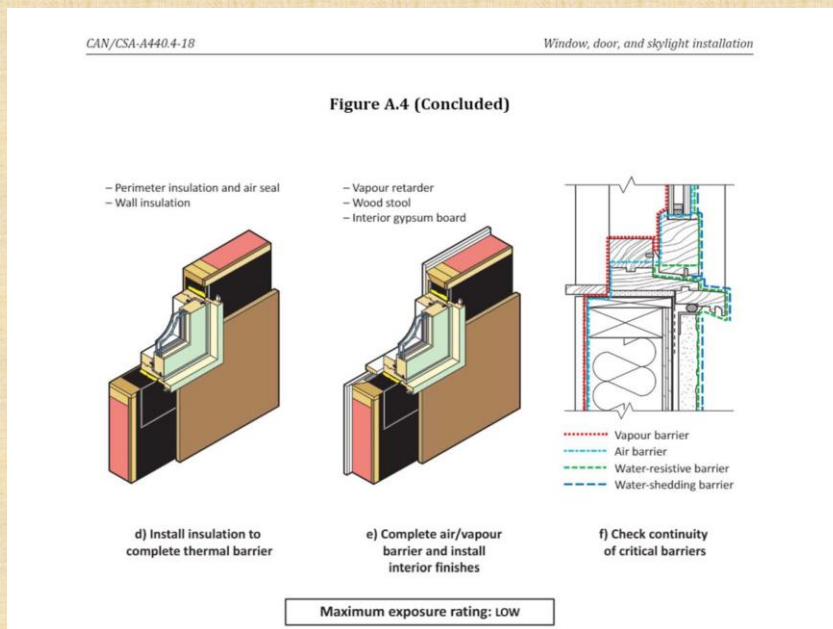 CAN/CSA-A440.4-18
Window, door, and skylight installation
Figure A.4 (Concluded)
– Perimeter insulation and air seal
– Wall insulation
– Vapour retarder
– Wood stool
– Interior gypsum board
Vapour barrier
Air barrier
Water-resistive barrier
Water-shedding barrier
d) Install insulation to
complete thermal barrier
e) Complete air/vapour
barrier and install
interior finishes
f) Check continuity
of critical barriers
Maximum exposure rating: LOW